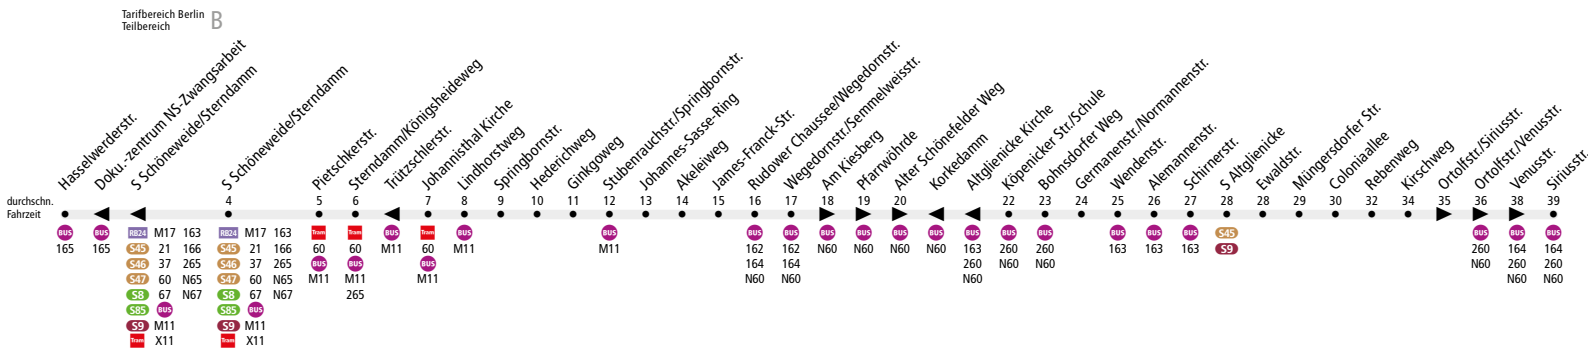 Tarifbereich Berlin
Teilbereich
B
Hasselwerderstr.
Doku.-zentrum NS-Zwangsarbeit
S Schöneweide/Sterndamm
S Schöneweide/Sterndamm
Pietschkerstr.
Sterndamm/Königsheideweg
Trützschlerstr.
Johannisthal Kirche
Lindhorstweg
Springbornstr.
Hederichweg
Ginkgoweg
Stubenrauchstr./Springbornstr.
Johannes-Sasse-Ring
Akeleiweg
James-Franck-Str.
Rudower Chaussee/Wegedornstr.
Wegedornstr./Semmelweisstr.
Am Kiesberg
Pfarrwöhrde
Alter Schönefelder Weg
Korkedamm
Altglienicke Kirche
Köpenicker Str./Schule
Bohnsdorfer Weg
Germanenstr./Normannenstr.
Wendenstr.
Alemannenstr.
Schirnerstr.
S Altglienicke
Ewaldstr.
Müngersdorfer Str.
Coloniaallee
Rebenweg
Kirschweg
Ortolfstr./Siriusstr.
Ortolfstr./Venusstr.
Venusstr.
Siriusstr.
durchschn. 4 5 6 7 8 9 10 11 12 13 14 15 16 17 18 19 20 22 23 24 25 26 27 28 28 29 30 32 34 35 36 38 39
Fahrzeit
BUS BUS RB24 M17 163 RB24 M17 163 Tram Tram BUS Tram BUS BUS BUS BUS BUS BUS BUS BUS BUS BUS BUS BUS BUS BUS S45 BUS BUS BUS
165 165 S45 21 166 S45 21 166 60 60 M11 60 M11 M11 162 162 N60 N60 N60 N60 163 260 260 163 163 163 S9 260 164 164
S46 37 265 S46 37 265 BUS BUS BUS 164 164 260 N60 N60 N60 260 260
S47 60 N65 S47 60 N65 M11 M11 M11 N60 N60 N60 N60 N60
S8 67 N67 S8 67 N67 265
S85 BUS S85 BUS
S9 M11 S9 M11
Tram X11 Tram X11